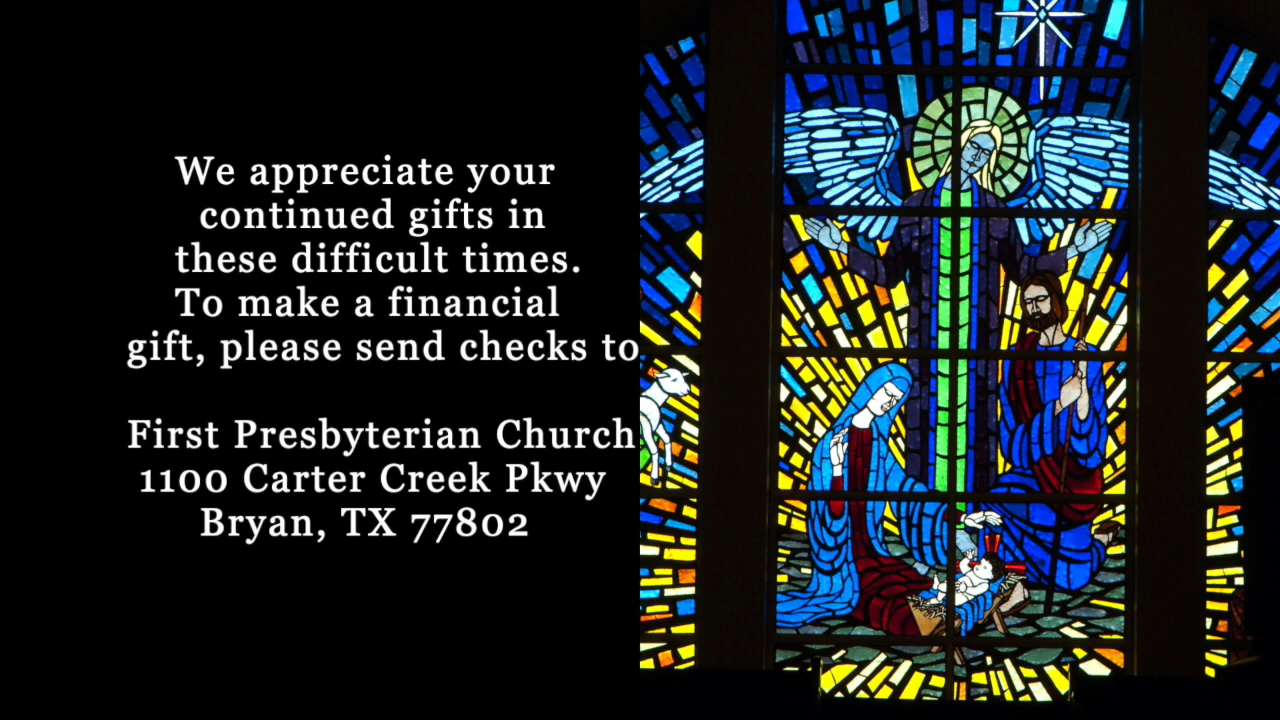 We appreciate your
continued gifts in
these difficult times.
To make a financial
gift, please send checks to
First Presbyterian Church
1100 Carter Creek Pkwy
Bryan, TX 77802